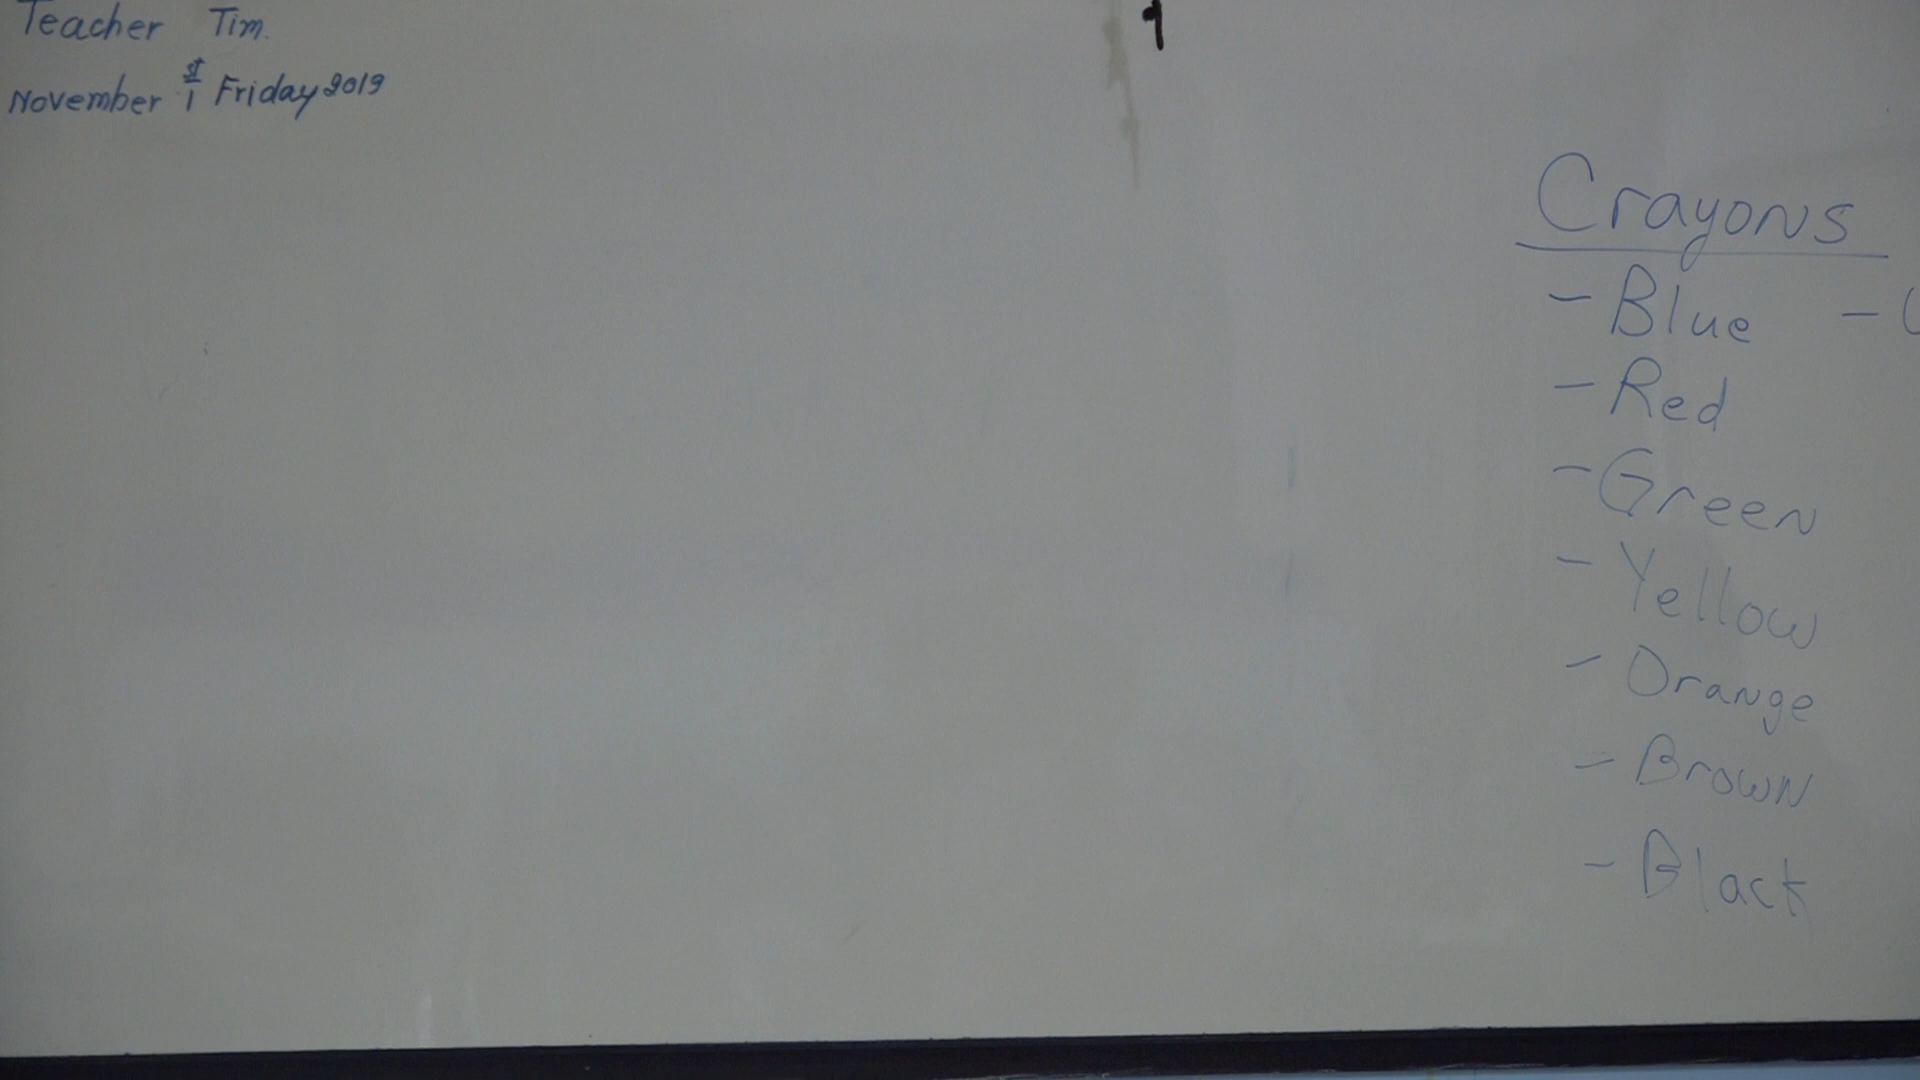 Teacher Tim.
November 1st Friday 2019
Crayons
- Blue -
- Red
- Green
- Yellow
- Orange
- Brown
- Black